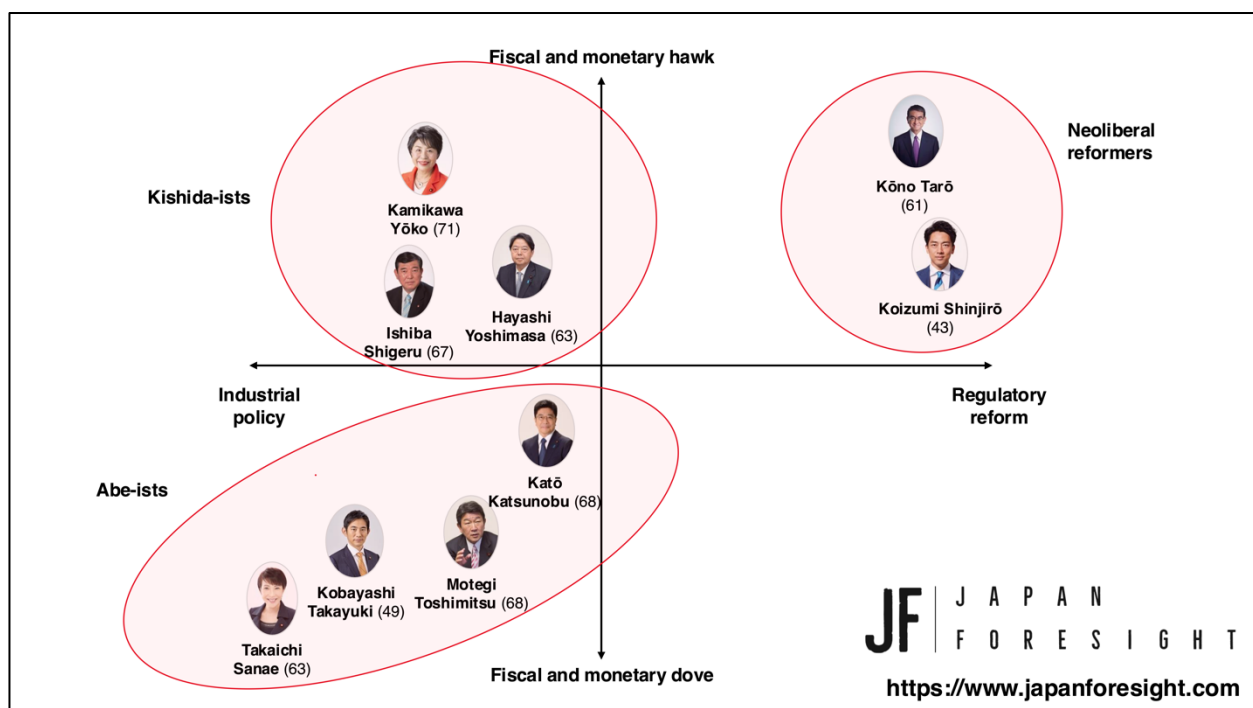 Fiscal and monetary hawk
Kishida-ists
Kamikawa
Yōko (71)
Ishiba
Shigeru (67)
Hayashi
Yoshimasa (63)
Neoliberal
reformers
Kōno Tarō
(61)
Koizumi Shinjirō
(43)
Industrial
policy
Regulatory
reform
Abe-ists
Katō
Katsunobu (68)
Motegi
Toshimitsu (68)
Kobayashi
Takayuki (49)
Takaichi
Sanae (63)
Fiscal and monetary dove
JF JAPAN
FORESIGHT
https://www.japanforesight.com